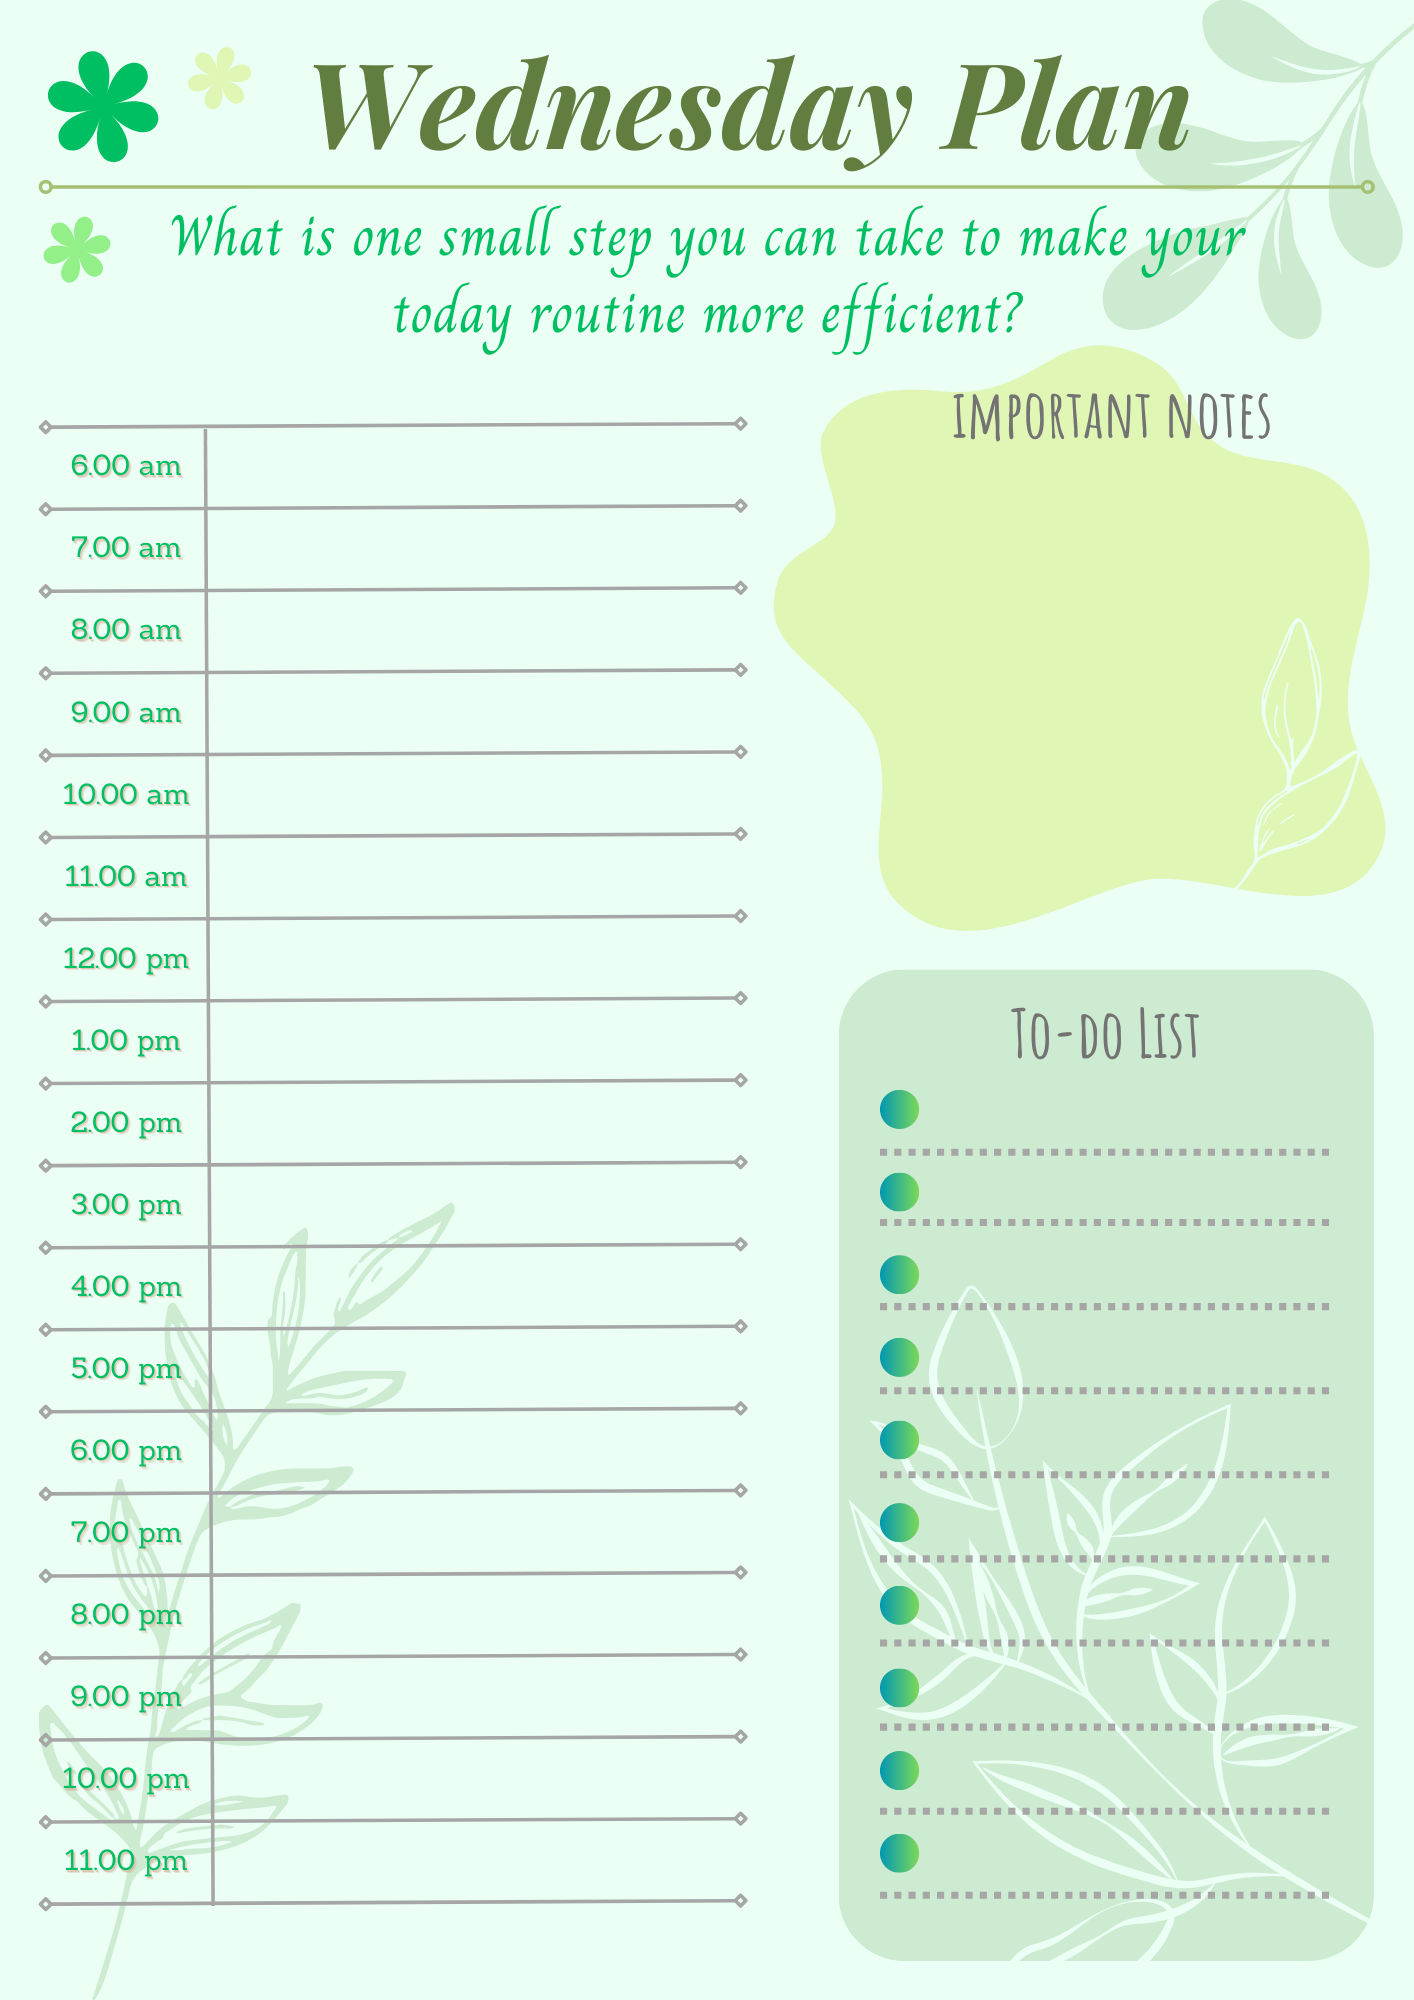 Wednesday Plan
What is one small step you can take to make your
today routine more efficient?
IMPORTANT NOTES
6.00 am
7.00 am
8.00 am
9.00 am
10.00 am
11.00 am
12.00 pm
1.00 pm
2.00 pm
3.00 pm
4.00 pm
5.00 pm
6.00 pm
7.00 pm
8.00 pm
9.00 pm
10.00 pm
11.00 pm
To-do List